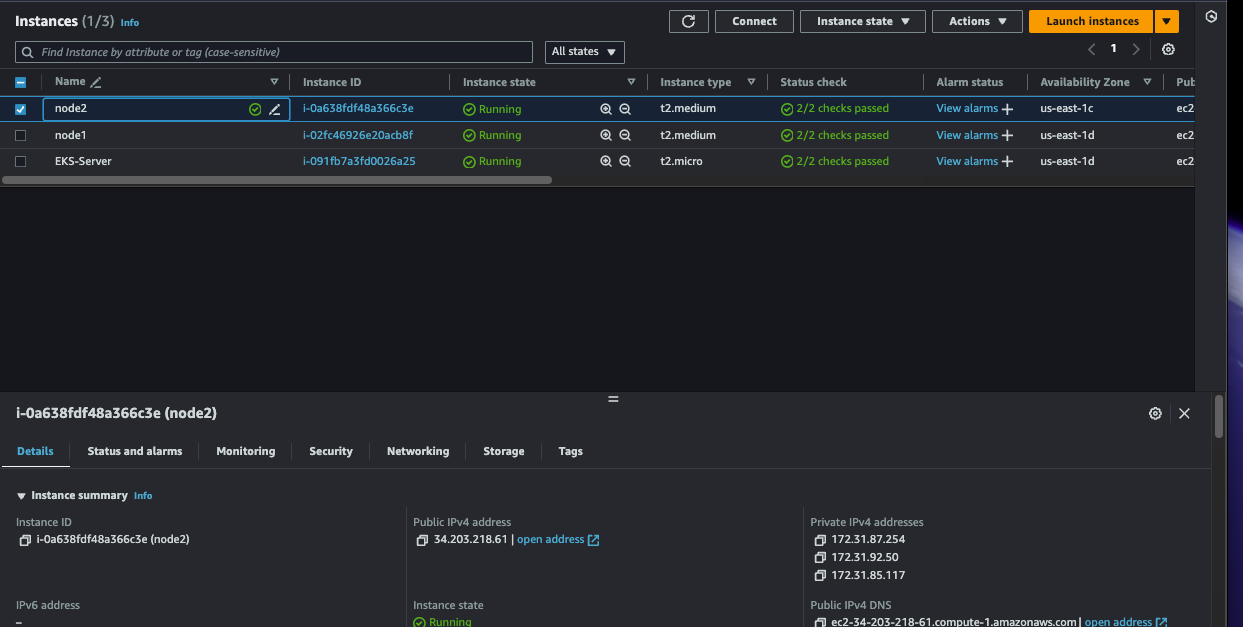 Instances (1/3) Info
Connect Instance state Actions Launch instances
Find Instance by attribute or tag (case-sensitive) All states 1
Name Instance ID Instance state Instance type Status check Alarm status Availability Zone Pub
node2 i-0a638fdf48a366c3e Running t2.medium 2/2 checks passed View alarms us-east-1c ec2
node1 i-02fc46926e20acb8f Running t2.medium 2/2 checks passed View alarms us-east-1d ec2
EKS-Server i-091fb7a3fd0026a25 Running t2.micro 2/2 checks passed View alarms us-east-1d ec2
i-0a638fdf48a366c3e (node2)
Details Status and alarms Monitoring Security Networking Storage Tags
Instance summary Info
Instance ID Public IPv4 address Private IPv4 addresses
i-0a638fdf48a366c3e (node2) 34.203.218.61 | open address 172.31.87.254
172.31.92.50
172.31.85.117
IPv6 address Instance state Public IPv4 DNS
– Running ec2-34-203-218-61.compute-1.amazonaws.com | open address